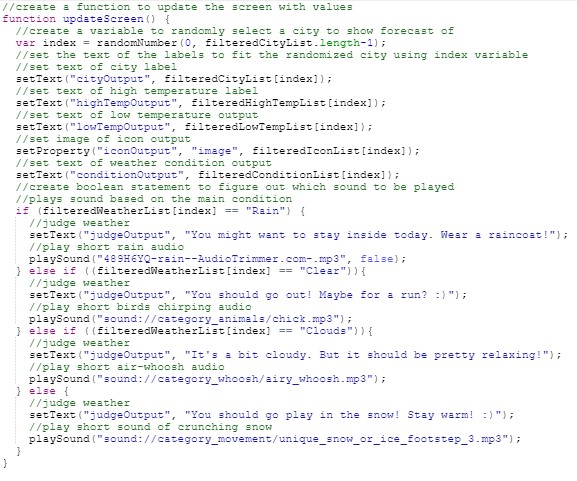 //create a function to update the screen with values
function updateScreen() {
//create a variable to randomly select a city to show forecast of
var index = randomNumber(0, filteredCityList.length-1);
//set the text of the labels to fit the randomized city using index variable
//set text of city label
setText("cityOutput", filteredCityList[index]);
//set text of high temperature label
setText("highTempOutput", filteredHighTempList[index]);
//set text of low temperature output
setText("lowTempOutput", filteredLowTempList[index]);
//set image of icon output
setProperty("iconOutput", "image", filteredIconList[index]);
//set text of weather condition output
setText("conditionOutput", filteredConditionList[index]);
//create boolean statement to figure out which sound to be played
//plays sound based on the main condition
if (filteredWeatherList[index] == "Rain") {
//judge weather
setText("judgeOutput", "You might want to stay inside today. Wear a raincoat!");
//play short rain audio
playSound("489H6YQ-rain--AudioTrimmer.com-.mp3", false);
} else if ((filteredWeatherList[index] == "Clear")){
//judge weather
setText("judgeOutput", "You should go out! Maybe for a run? :)");
//play short birds chirping audio
playSound("sound://category_animals/chick.mp3");
} else if ((filteredWeatherList[index] == "Clouds")){
//judge weather
setText("judgeOutput", "It's a bit cloudy. But it should be pretty relaxing!");
//play short air-whoosh audio
playSound("sound://category_whoosh/airy_whoosh.mp3");
} else {
//judge weather
setText("judgeOutput", "You should go play in the snow! Stay warm! :)");
//play short sound of crunching snow
playSound("sound://category_movement/unique_snow_or_ice_footstep_3.mp3");
}
}